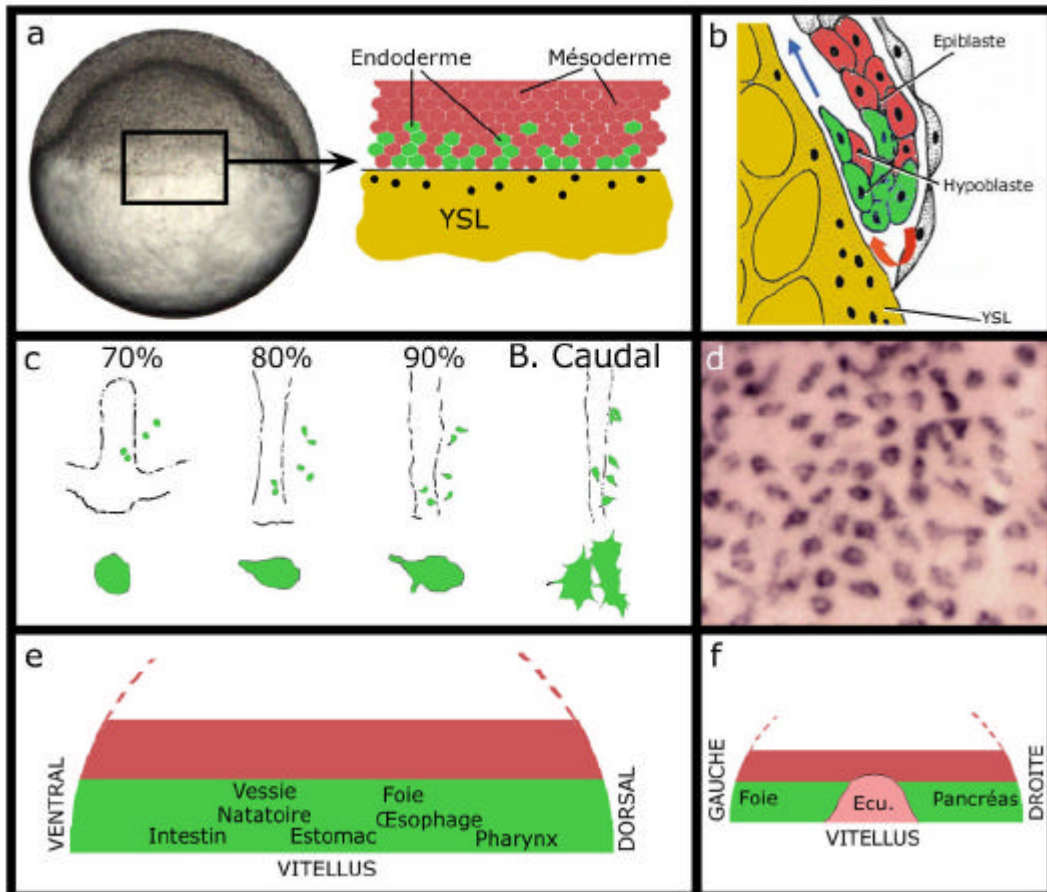 a
Endoderme
Mésoderme
YSL
b
Epiblaste
Hypoblaste
YSL
c
70%
80%
90%
B. Caudal
d
e
VENTRAL
DORSAL
Vessie
Natatoire
Foie
Œsophage
Intestin
Estomac
Pharynx
VITELLUS
f
GAUCHE
DROITE
Foie
Ecu.
Pancréas
VITELLUS